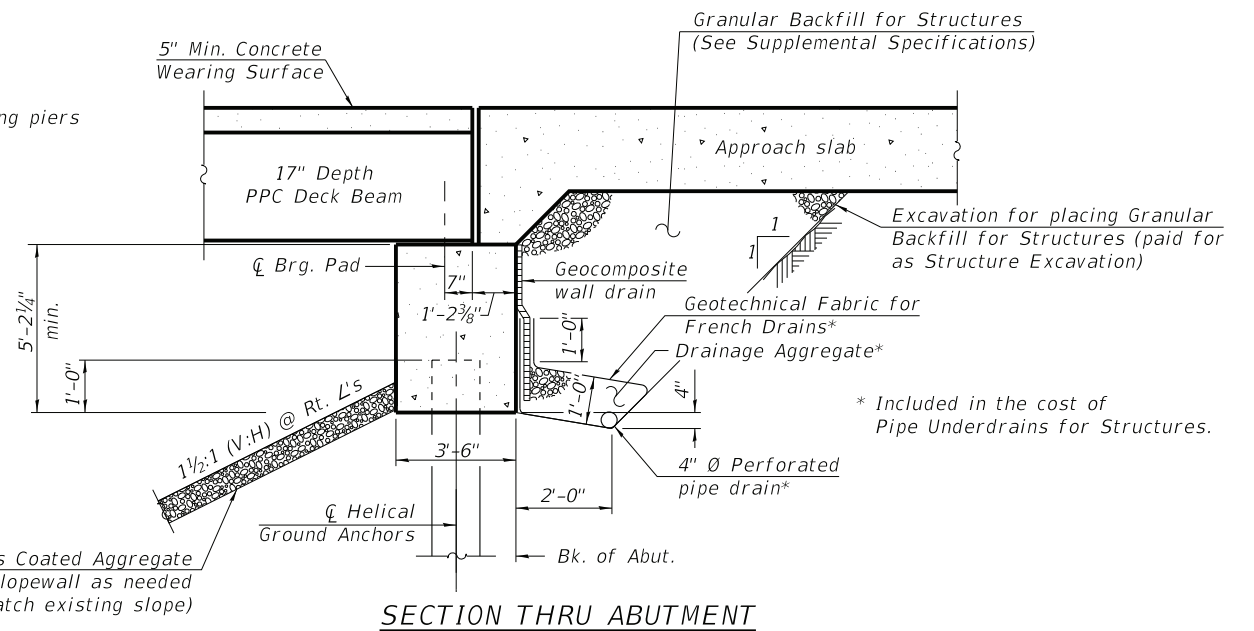 Granular Backfill for Structures
(See Supplemental Specifications)
5" Min. Concrete
Wearing Surface
ng piers
Approach slab
17" Depth
PPC Deck Beam
Excavation for placing Granular
Backfill for Structures (paid for
as Structure Excavation)
1
1
℄ Brg. Pad
7"
1'-2⅜"
Geocomposite
wall drain
5'-2¼"
min.
1'-0"
Geotechnical Fabric for
French Drains*
Drainage Aggregate*
1'-0"
1'-0"
4"
* Included in the cost of
Pipe Underdrains for Structures.
1½:1 (V:H) @ Rt. ∠'s
3'-6"
4" Ø Perforated
pipe drain*
2'-0"
℄ Helical
Ground Anchors
Bk. of Abut.
s Coated Aggregate
lopewall as needed
atch existing slope)
SECTION THRU ABUTMENT